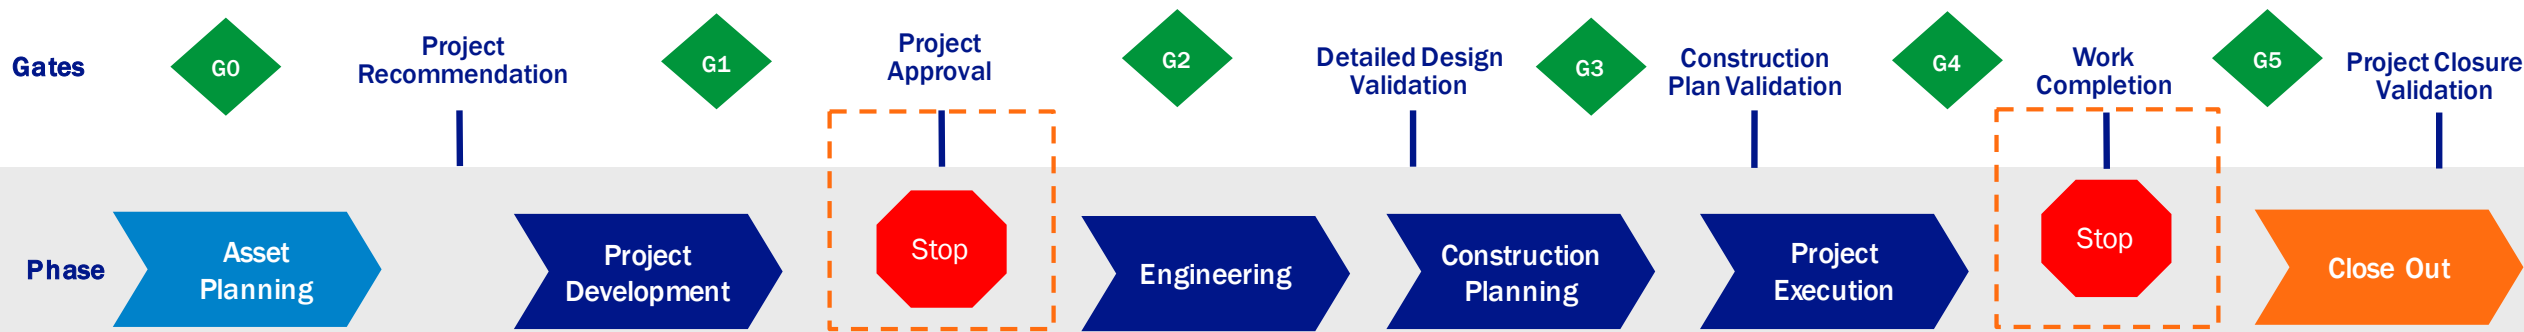 Gates
G0
Project
Recommendation
G1
Project
Approval
G2
Detailed Design
Validation
G3
Construction
Plan Validation
G4
Work
Completion
G5
Project Closure
Validation
Phase
Asset
Planning
Project
Development
Stop
Engineering
Construction
Planning
Project
Execution
Stop
Close Out